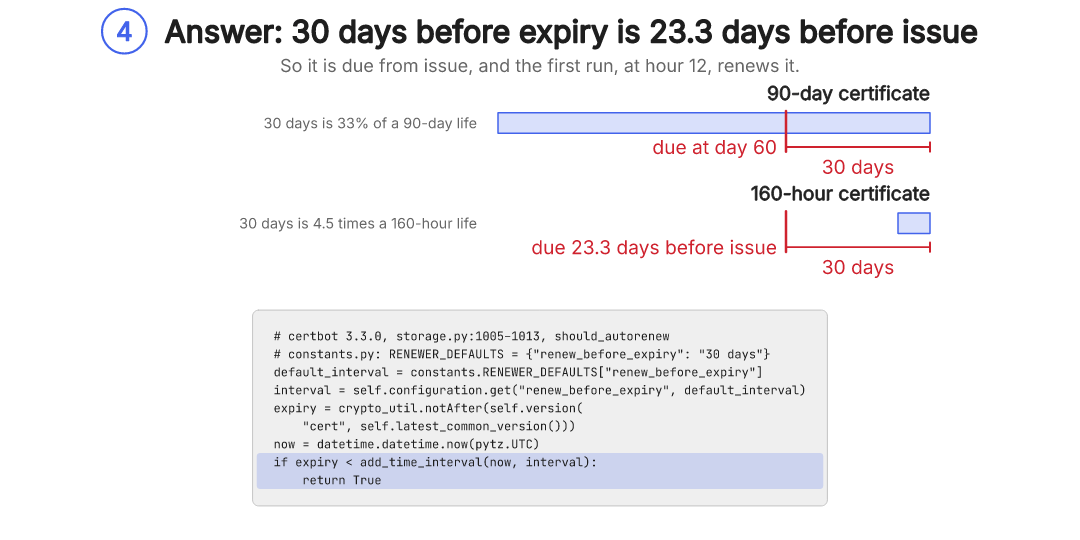 4 Answer: 30 days before expiry is 23.3 days before issue
So it is due from issue, and the first run, at hour 12, renews it.
90-day certificate
30 days is 33% of a 90-day life
due at day 60
30 days
160-hour certificate
30 days is 4.5 times a 160-hour life
due 23.3 days before issue
30 days
# certbot 3.3.0, storage.py:1005-1013, should_autorenew
# constants.py: RENEWER_DEFAULTS = {"renew_before_expiry": "30 days"}
default_interval = constants.RENEWER_DEFAULTS["renew_before_expiry"]
interval = self.configuration.get("renew_before_expiry", default_interval)
expiry = crypto_util.notAfter(self.version(
    "cert", self.latest_common_version()))
now = datetime.datetime.now(pytz.UTC)
if expiry < add_time_interval(now, interval):
    return True